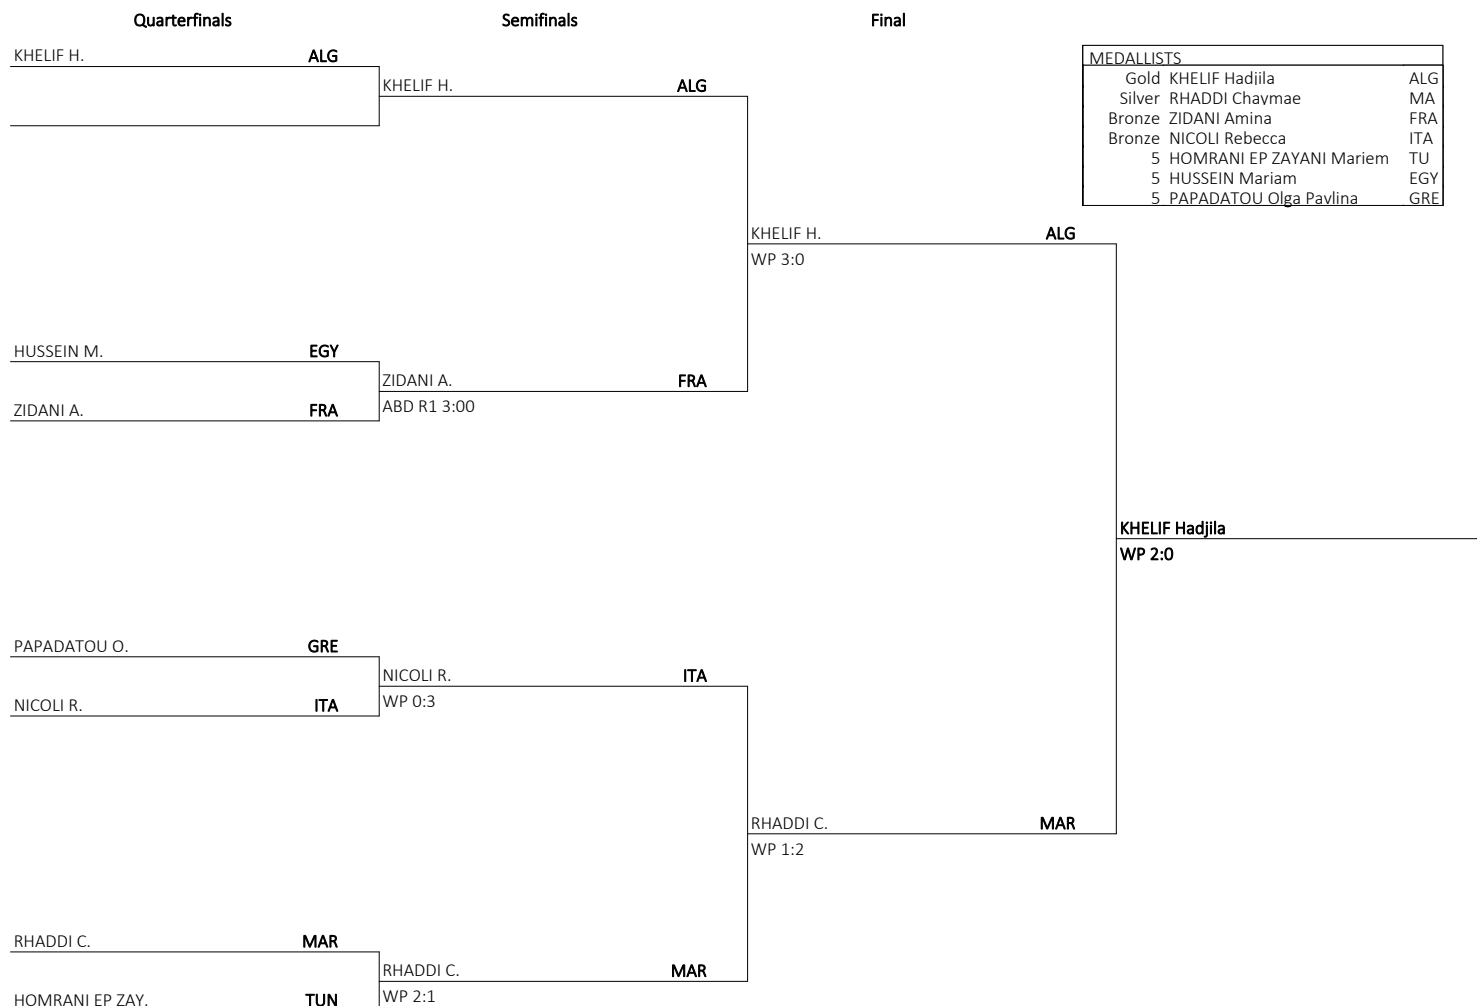 Quarterfinals Semifinals Final
KHELIF H. ALG
MEDALLISTS
Gold KHELIF Hadjila ALG
KHELIF H. ALG
Silver RHADDI Chaymae MA
Bronze ZIDANI Amina FRA
Bronze NICOLI Rebecca ITA
5 HOMRANI EP ZAYANI Mariem TU
5 HUSSEIN Mariam EGY
5 PAPADATOU Olga Pavlina GRE
KHELIF H. ALG
WP 3:0
HUSSEIN M. EGY
ZIDANI A. FRA
ABD R1 3:00
ZIDANI A. FRA
KHELIF Hadjila
WP 2:0
PAPADATOU O. GRE
NICOLI R. ITA
WP 0:3
NICOLI R. ITA
RHADDI C. MAR
WP 1:2
RHADDI C. MAR
RHADDI C. MAR
WP 2:1
HOMRANI EP ZAY. TUN